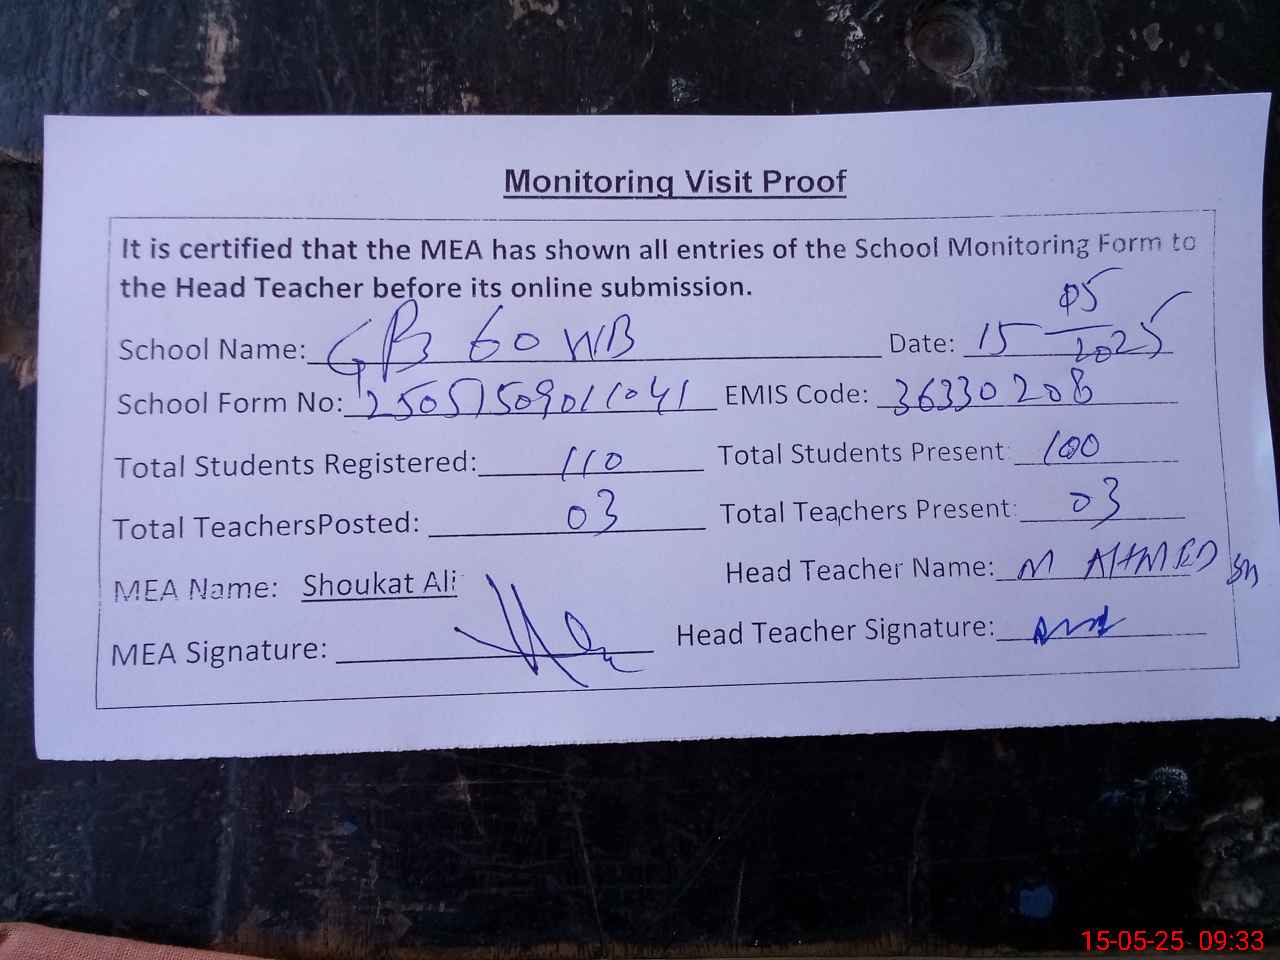 Monitoring Visit Proof
It is certified that the MEA has shown all entries of the School Monitoring Form to
the Head Teacher before its online submission.
School Name: GPS 60 WB Date: 15 05/2025
School Form No: 25051509011041 EMIS Code: 36330208
Total Students Registered: 110 Total Students Present: 100
Total TeachersPosted: 03 Total Teachers Present: 03
MEA Name: Shoukat Ali Head Teacher Name: M AHMED
MEA Signature: Head Teacher Signature:
15-05-25 09:33